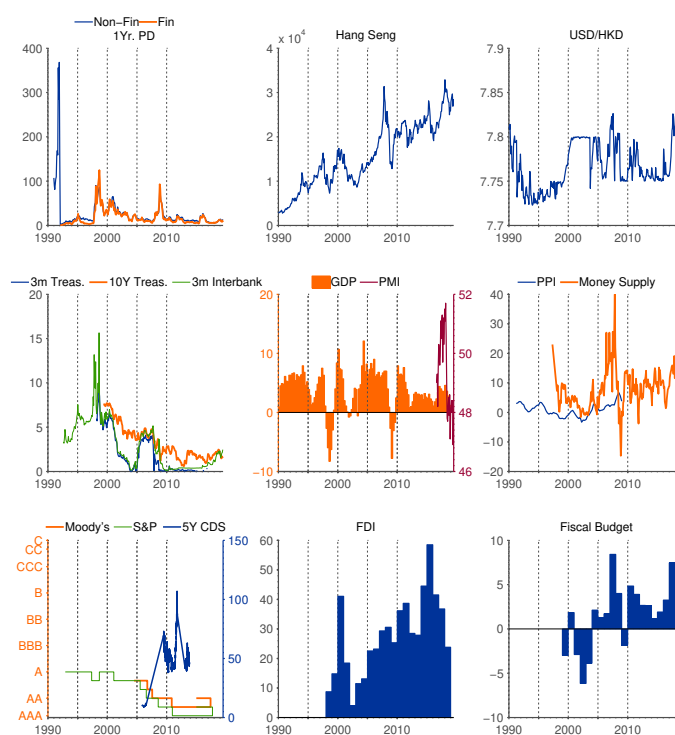 Non−Fin Fin
1Yr. PD
400
300
200
100
0
1990 2000 2010
x 10^4
Hang Seng
4
3
2
1
0
1990 2000 2010
USD/HKD
7.9
7.85
7.8
7.75
7.7
1990 2000 2010
3m Treas. 10Y Treas. 3m Interbank
20
15
10
5
0
1990 2000 2010
GDP PMI
20 52
10 50
0 48
−10 46
1990 2000 2010
PPI Money Supply
40
30
20
10
0
−10
−20
1990 2000 2010
Moody's S&P 5Y CDS
C 150
CC
CCC
B 100
BB
BBB 50
A
AA
AAA 0
1990 2000 2010
FDI
60
50
40
30
20
10
0
1990 2000 2010
Fiscal Budget
10
5
0
−5
−10
1990 2000 2010